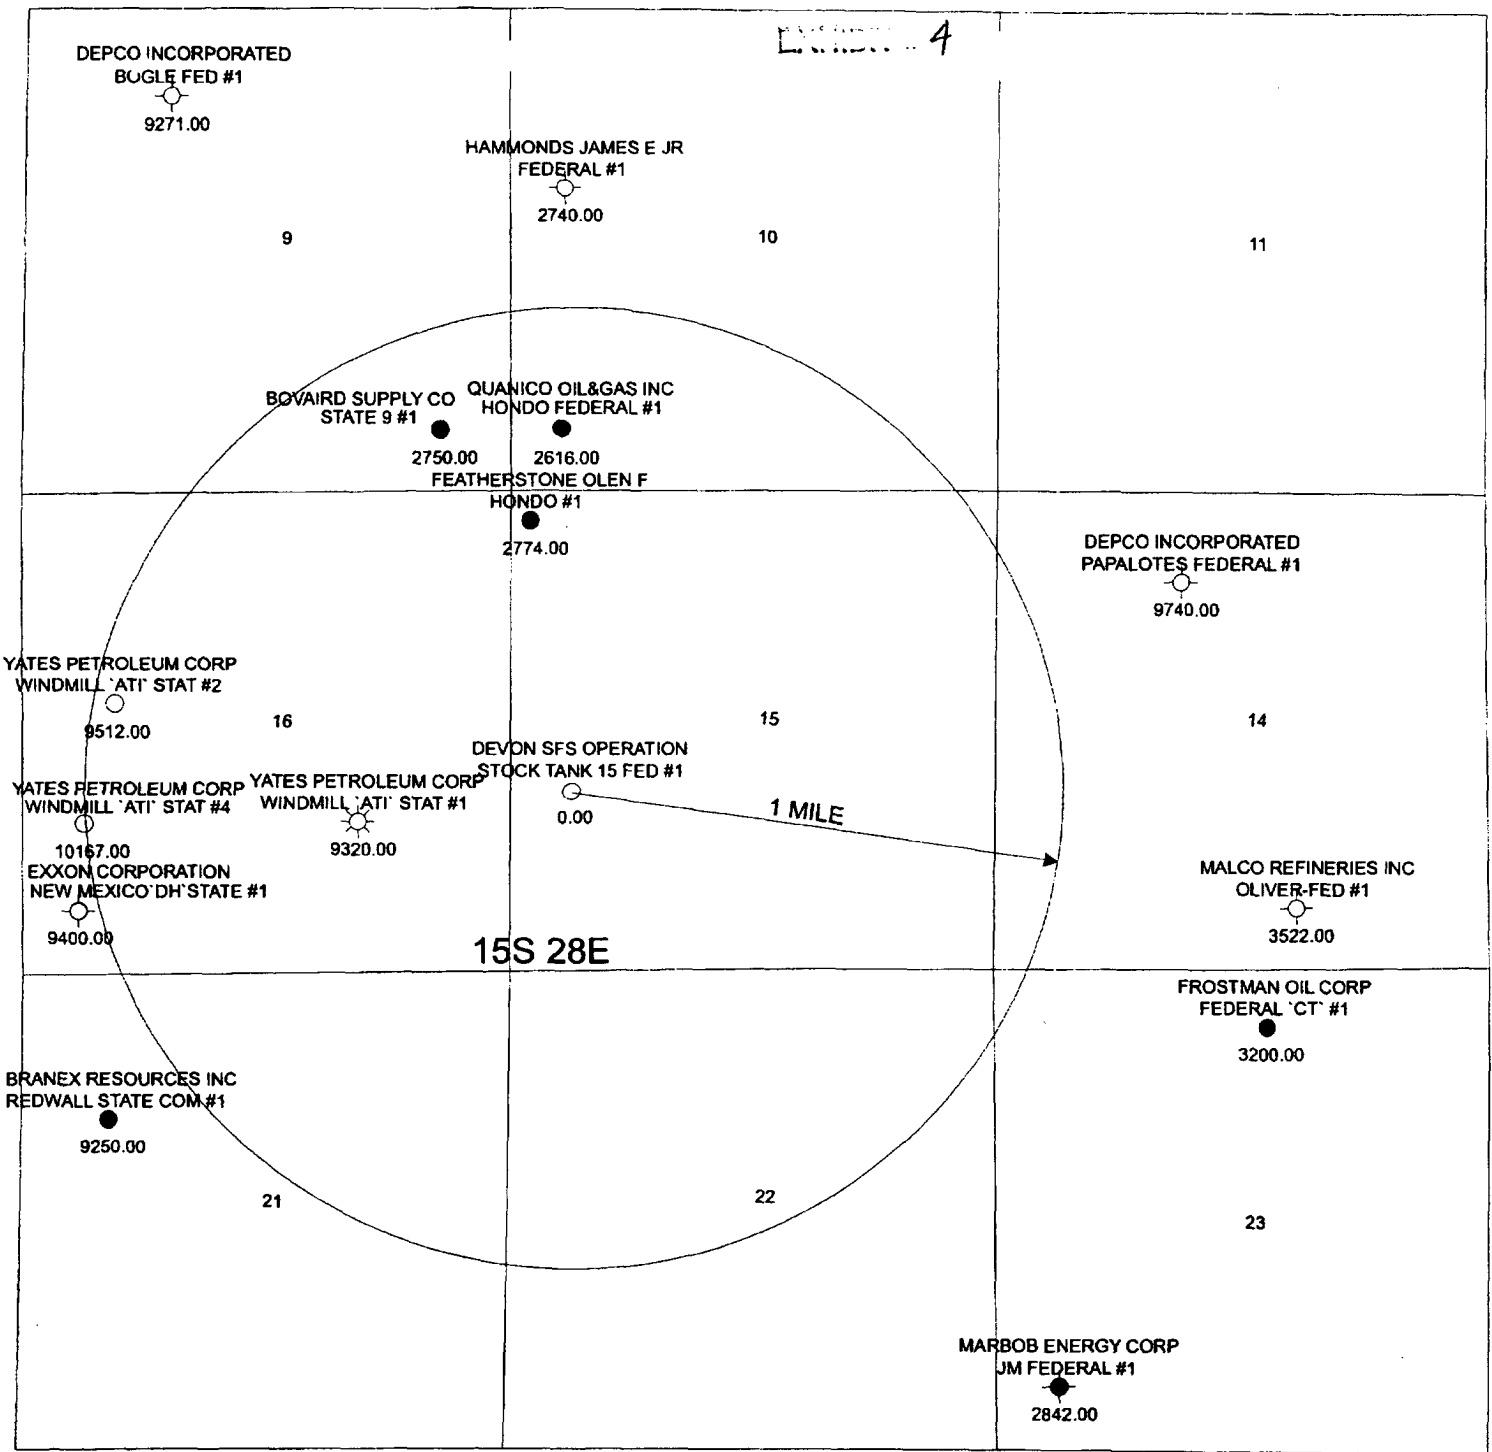 4
DEPCO INCORPORATED
BOGLE FED #1
9271.00
HAMMONDS JAMES E JR
FEDERAL #1
2740.00
9
10
11
BOVAIRD SUPPLY CO
STATE 9 #1
2750.00
QUANICO OIL&GAS INC
HONDO FEDERAL #1
2616.00
FEATHERSTONE OLEN F
HONDO #1
2774.00
DEPCO INCORPORATED
PAPALOTES FEDERAL #1
9740.00
YATES PETROLEUM CORP
WINDMILL `ATI` STAT #2
9512.00
16
15
14
DEVON SFS OPERATION
STOCK TANK 15 FED #1
0.00
1 MILE
YATES PETROLEUM CORP
WINDMILL `ATI` STAT #4
10167.00
YATES PETROLEUM CORP
WINDMILL `ATI` STAT #1
9320.00
EXXON CORPORATION
NEW MEXICO`DH`STATE #1
9400.00
MALCO REFINERIES INC
OLIVER-FED #1
3522.00
15S 28E
FROSTMAN OIL CORP
FEDERAL `CT` #1
3200.00
BRANEX RESOURCES INC
REDWALL STATE COM #1
9250.00
21
22
23
MARBOB ENERGY CORP
JM FEDERAL #1
2842.00